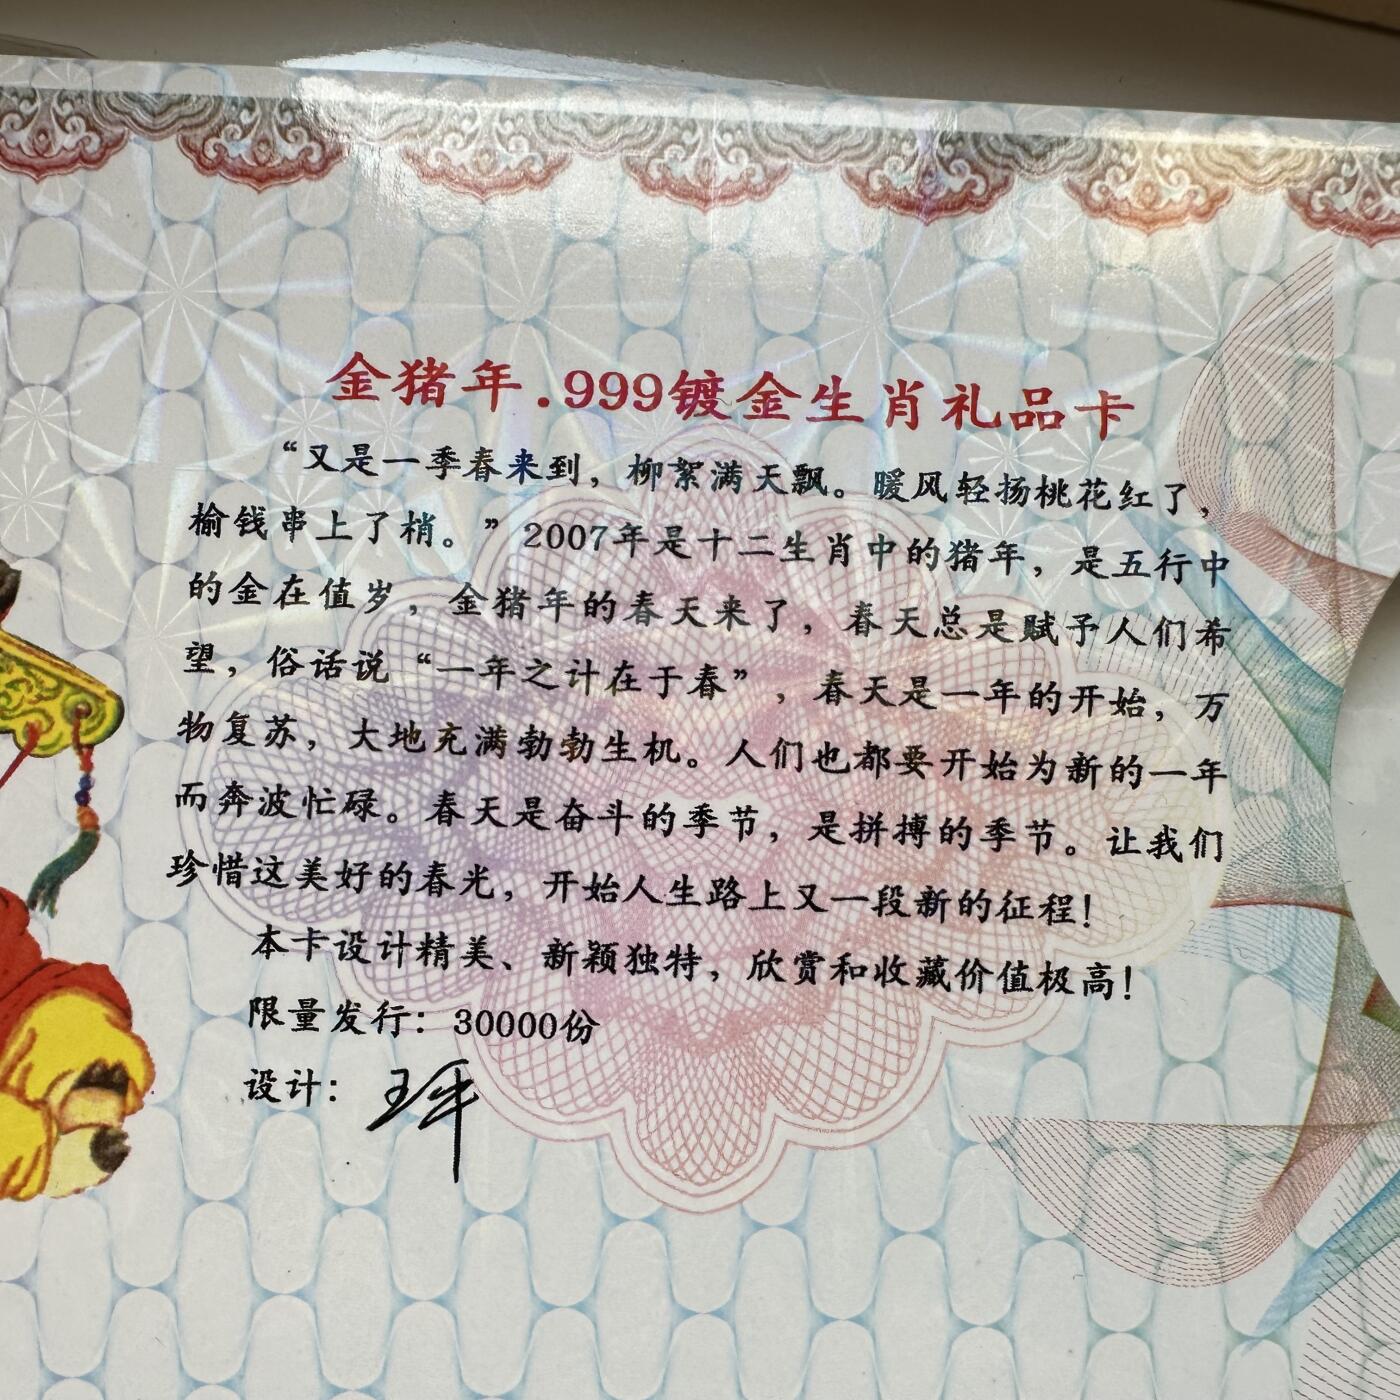 金猪年.999镀金生肖礼品卡
“又是一季春来到，柳絮满天飘。暖风轻扬桃花红了，
榆钱串上了梢。”2007年是十二生肖中的猪年，是五行中
的金在值岁，金猪年的春天来了，春天总是赋予人们希
望，俗话说“一年之计在于春”，春天是一年的开始，万
物复苏，大地充满勃勃生机。人们也都要开始为新的一年
而奔波忙碌。春天是奋斗的季节，是拼搏的季节。让我们
珍惜这美好的春光，开始人生路上又一段新的征程！
本卡设计精美、新颖独特，欣赏和收藏价值极高！
限量发行：30000份
设计：